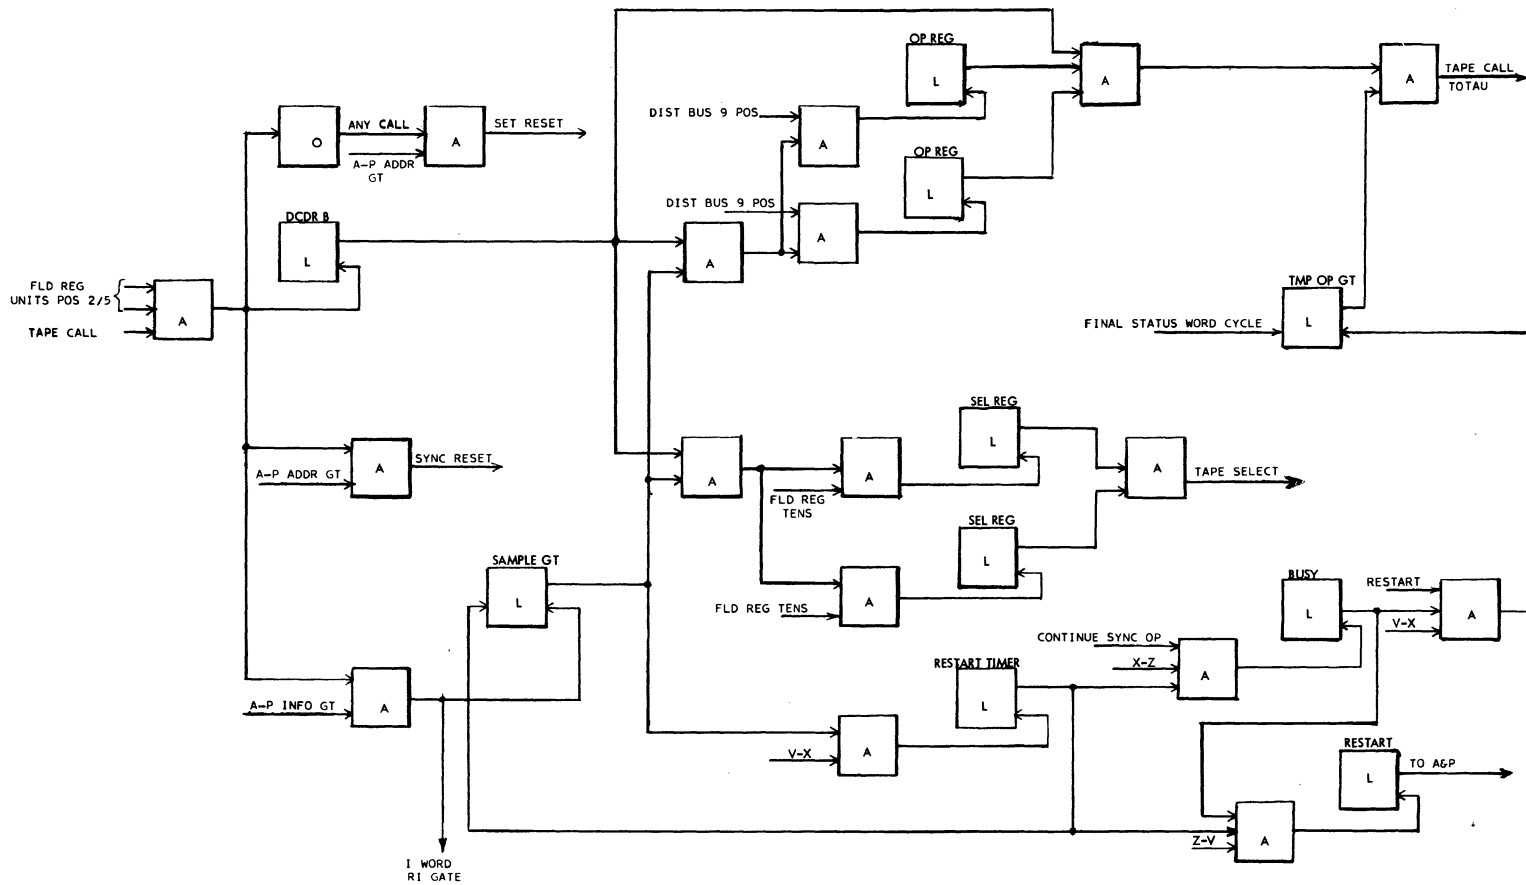 OP REG
L
A
A
TAPE CALL
TOTAU
DIST BUS 9 POS
A
O
ANY CALL
A
SET RESET
A-P ADDR
GT
OP REG
L
DIST BUS 9 POS
A
DCDR B
L
A
FLD REG
UNITS POS 2/5
TAPE CALL
A
TMP OP GT
L
FINAL STATUS WORD CYCLE
SEL REG
L
A
SYNC RESET
A-P ADDR GT
A
A
FLD REG
TENS
A
TAPE SELECT
SEL REG
L
SAMPLE GT
L
A
FLD REG TENS
BUSY
L
RESTART
V-X
A
CONTINUE SYNC OP
X-Z
A
RESTART TIMER
L
A-P INFO GT
A
V-X
A
RESTART
L
TO A&P
Z-V
A
I WORD
RI GATE